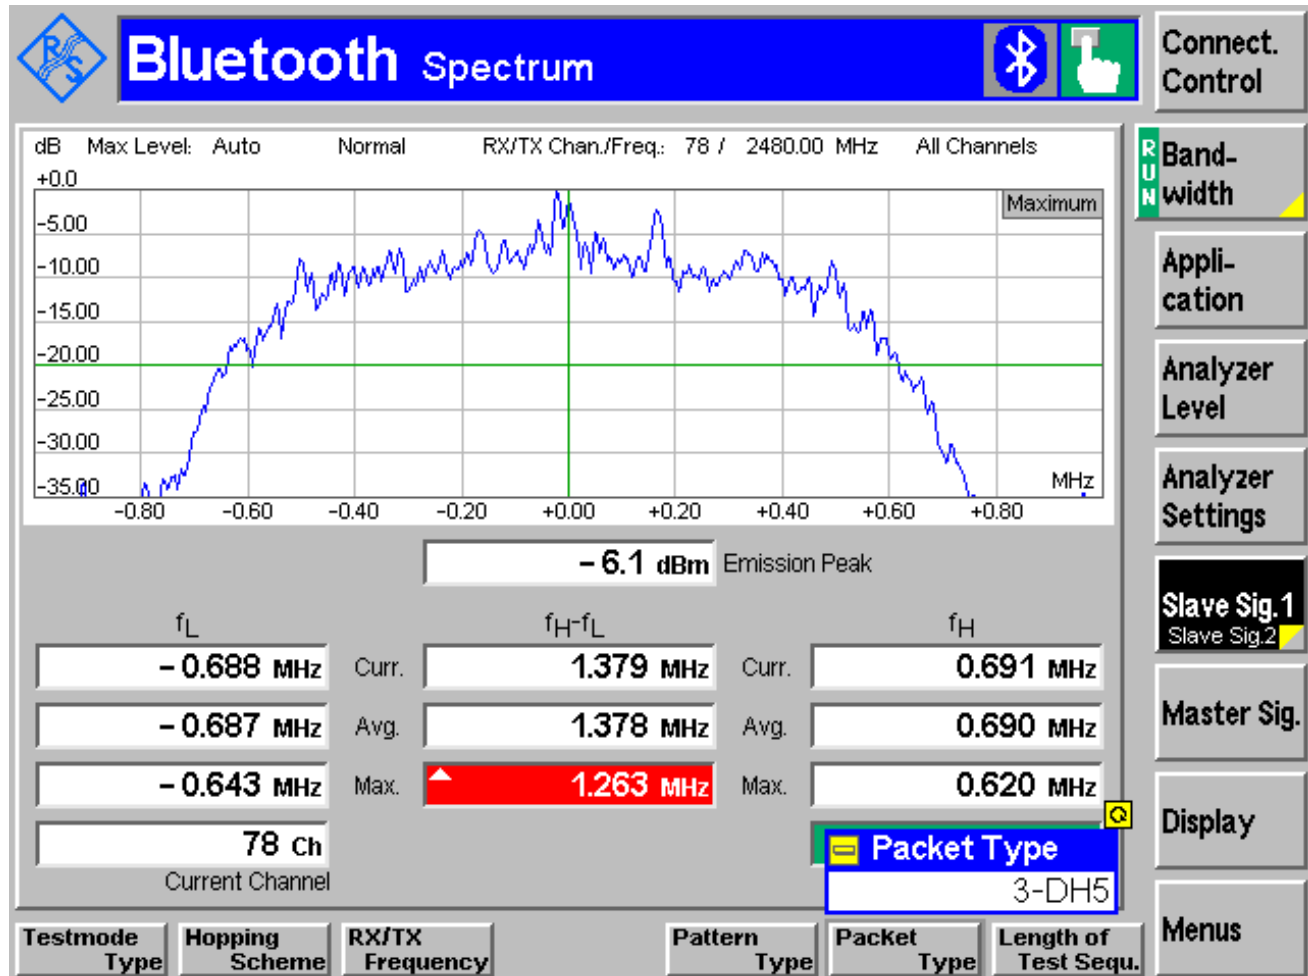 R/S
Bluetooth Spectrum
Connect.
Control
dB Max Level: Auto Normal RX/TX Chan./Freq.: 78 / 2480.00 MHz All Channels
+0.0
Maximum
-5.00
-10.00
-15.00
-20.00
-25.00
-30.00
-35.00
MHz
-0.80 -0.60 -0.40 -0.20 +0.00 +0.20 +0.40 +0.60 +0.80
RUN
Band-
width
Appli-
cation
Analyzer
Level
Analyzer
Settings
Slave Sig.1
Slave Sig.2
Master Sig.
Display
Menus
-6.1 dBm Emission Peak
fL fH-fL fH
-0.688 MHz Curr. 1.379 MHz Curr. 0.691 MHz
-0.687 MHz Avg. 1.378 MHz Avg. 0.690 MHz
-0.643 MHz Max. 1.263 MHz Max. 0.620 MHz
78 Ch
Current Channel
Packet Type
3-DH5
Testmode
Type
Hopping
Scheme
RX/TX
Frequency
Pattern
Type
Packet
Type
Length of
Test Sequ.